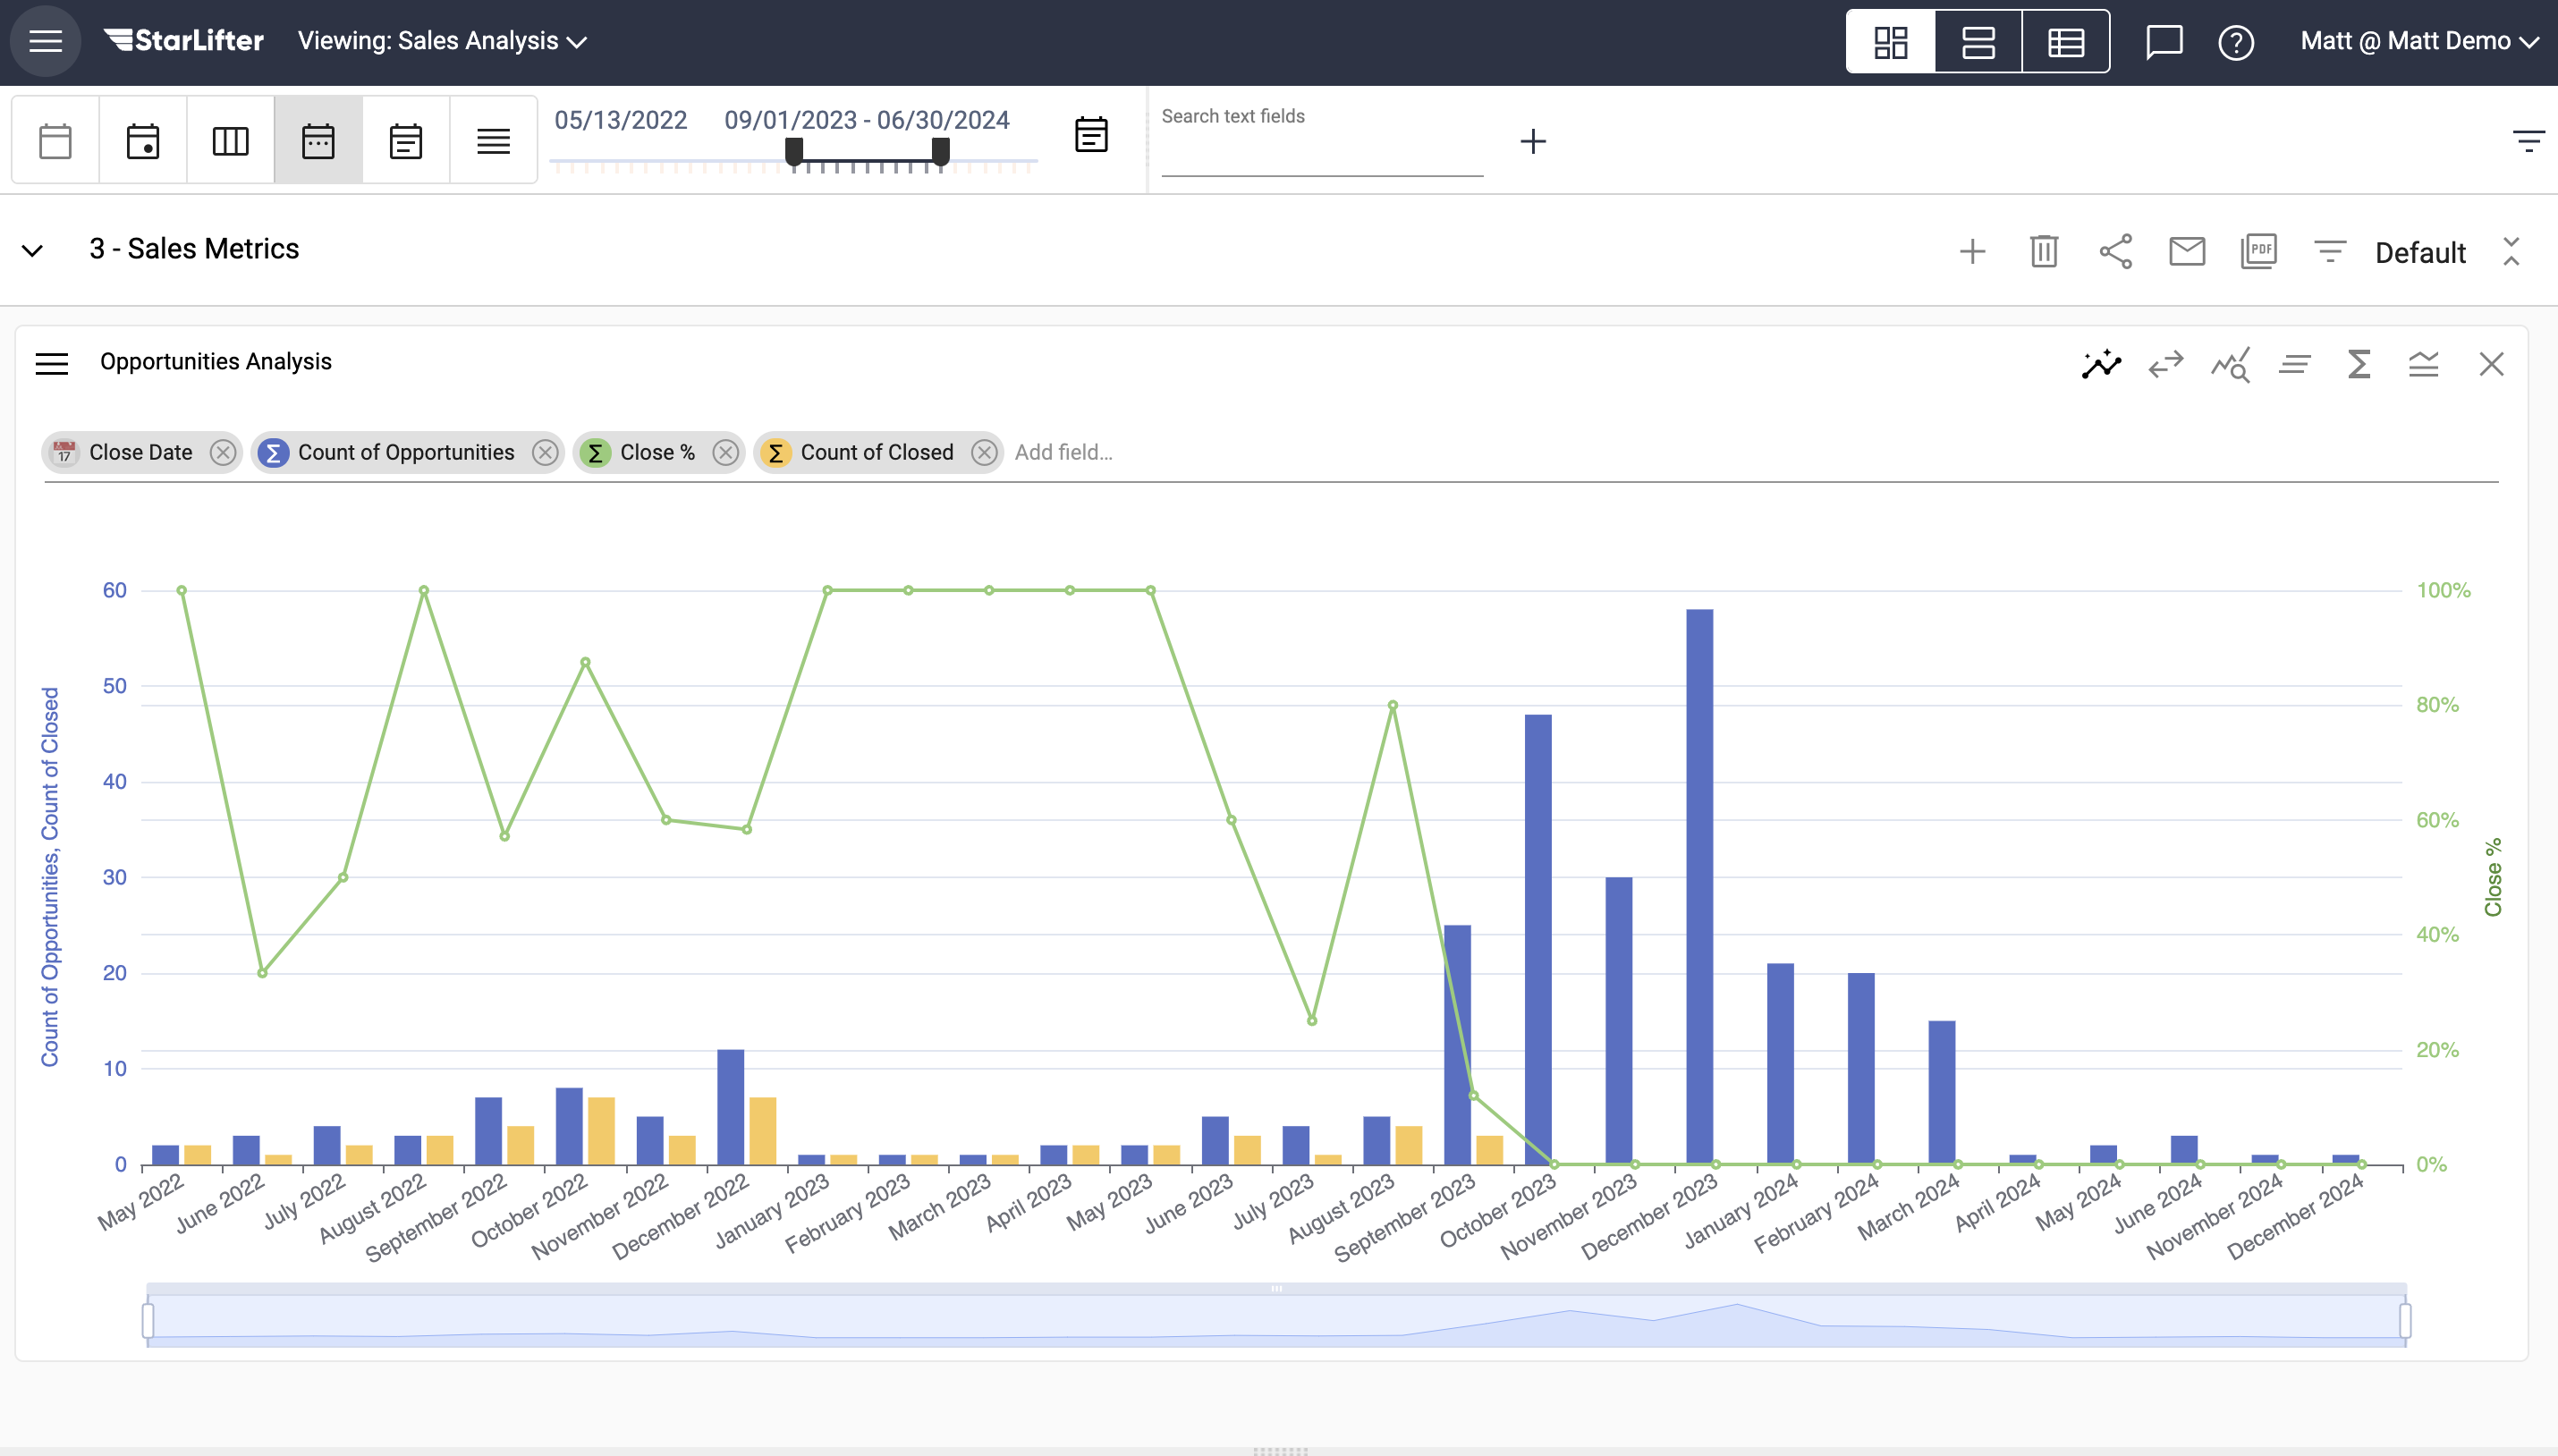 StarLifter
Viewing: Sales Analysis
Matt @ Matt Demo
05/13/2022
09/01/2023 - 06/30/2024
Search text fields
3 - Sales Metrics
PDF
Default
Opportunities Analysis
17
Close Date
Σ
Count of Opportunities
Σ
Close %
Σ
Count of Closed
Add field...
Count of Opportunities, Count of Closed
60
50
40
30
20
10
0
100%
80%
60%
40%
20%
0%
Close %
May 2022
June 2022
July 2022
August 2022
September 2022
October 2022
November 2022
December 2022
January 2023
February 2023
March 2023
April 2023
May 2023
June 2023
July 2023
August 2023
September 2023
October 2023
November 2023
December 2023
January 2024
February 2024
March 2024
April 2024
May 2024
June 2024
November 2024
December 2024